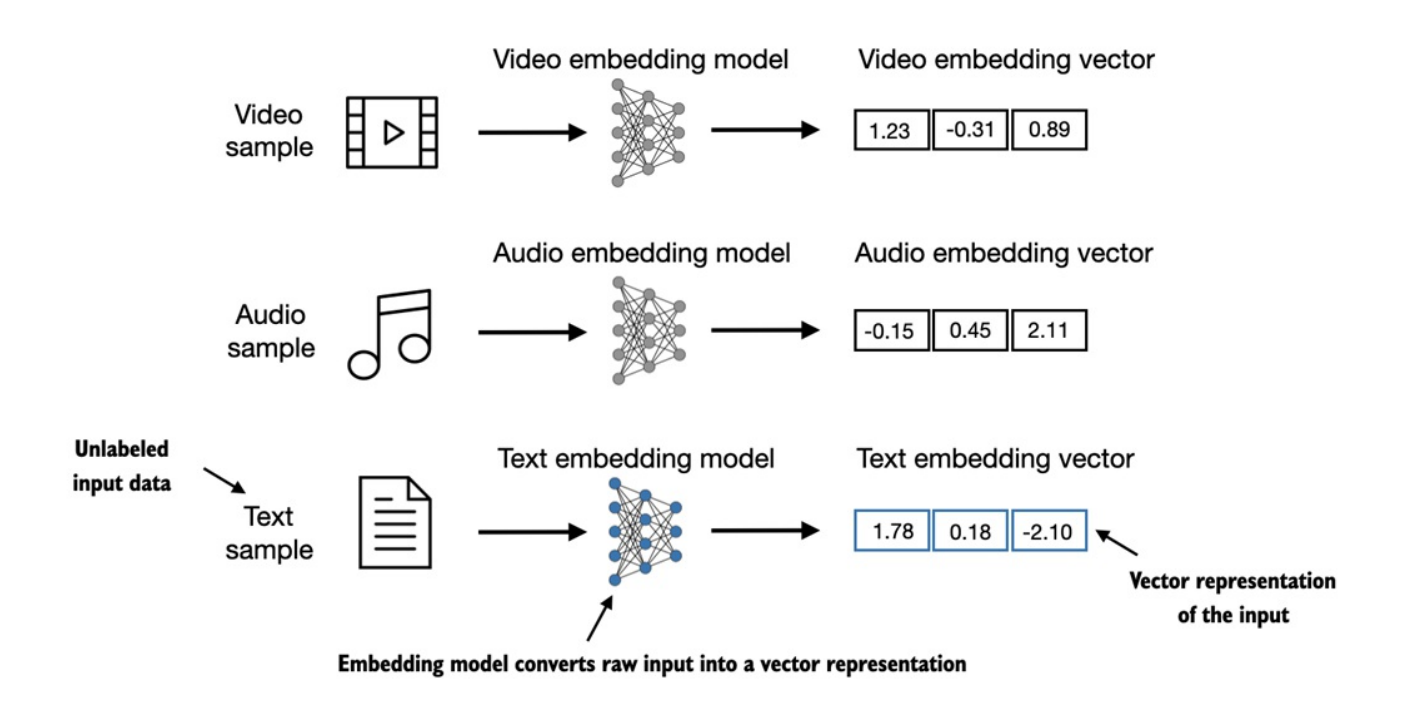 Video embedding model
Video embedding vector
Video
sample
1.23
-0.31
0.89
Audio embedding model
Audio embedding vector
Audio
sample
-0.15
0.45
2.11
Unlabeled
input data
Text embedding model
Text embedding vector
Text
sample
1.78
0.18
-2.10
Vector representation
of the input
Embedding model converts raw input into a vector representation